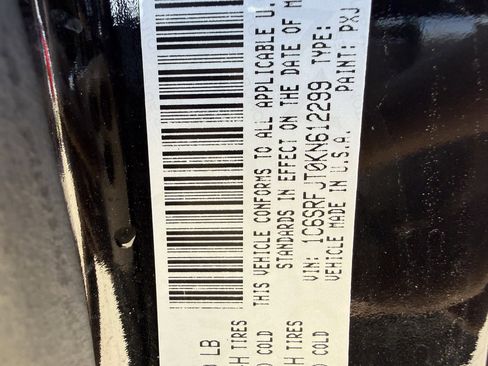 LB
TIRES
COLD
THIS VEHICLE CONFORMS TO ALL APPLICABLE U.
STANDARDS IN EFFECT ON THE DATE OF M
TIRES
VIN: 1C6SRFJT0KN612299 TYPE:
COLD
VEHICLE MADE IN U.S.A. PAINT: PXJ